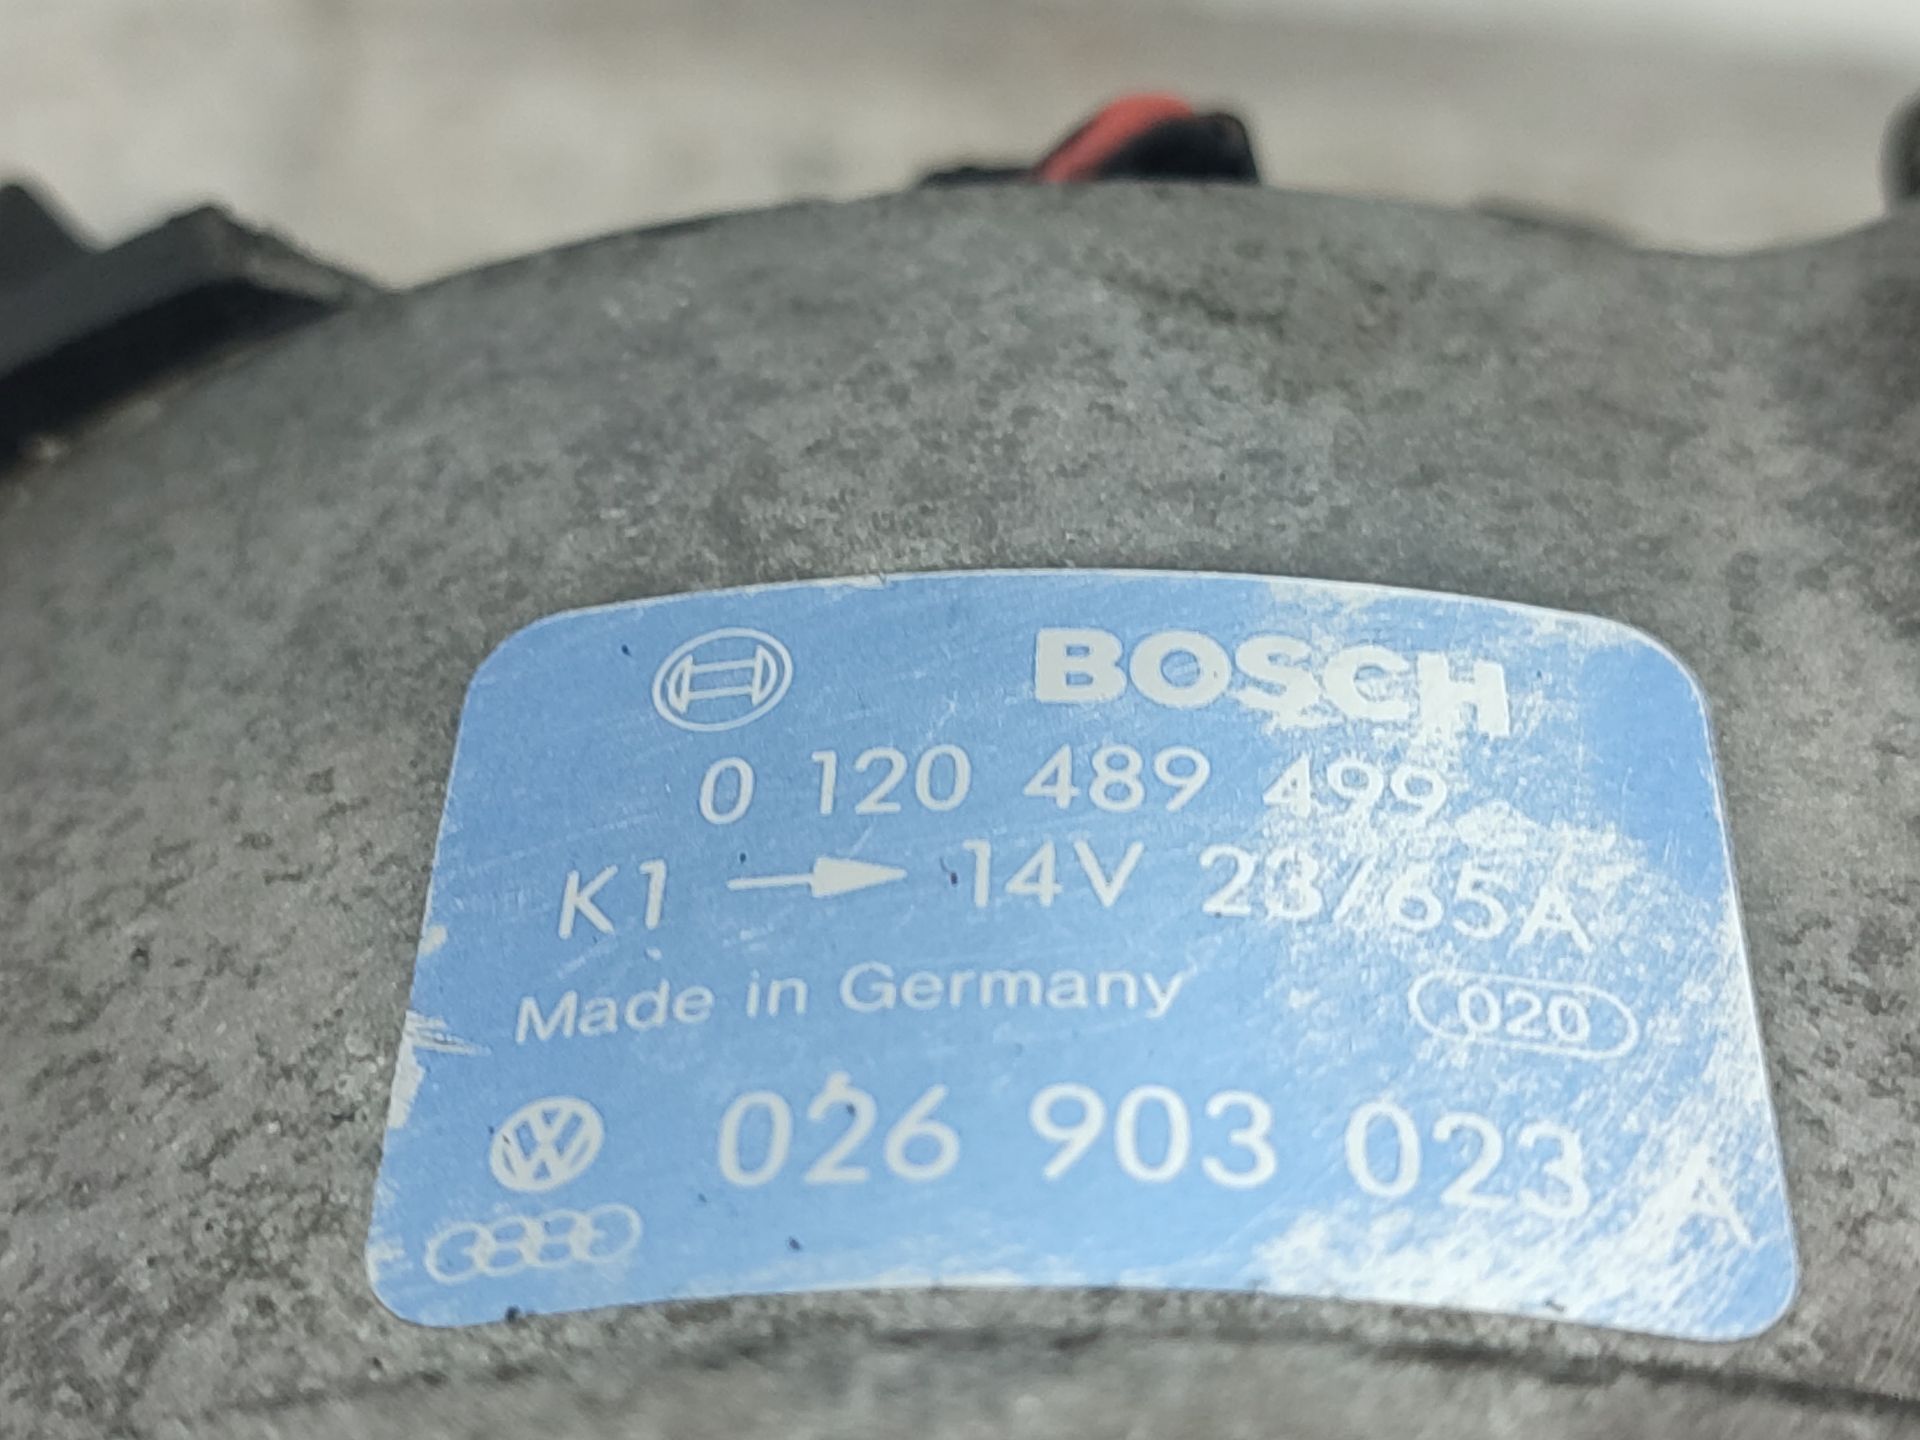 BOSCH
0 120 489 499
K1 → 14V 23/65A
Made in Germany 020
026 903 023 A